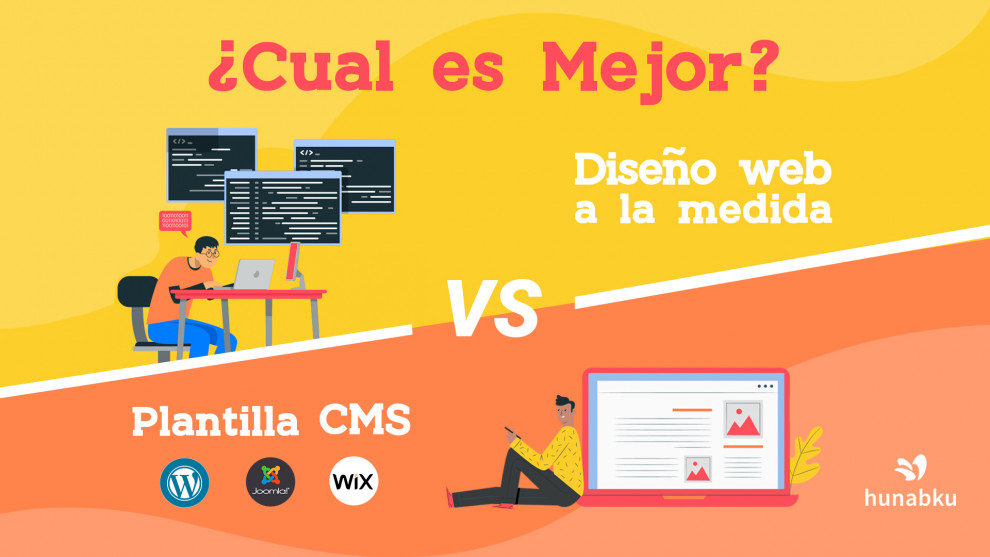 ¿Cual es Mejor?
</> _
</> _
Diseño web
a la medida
VS
Plantilla CMS
Joomla!
WiX
hunabku